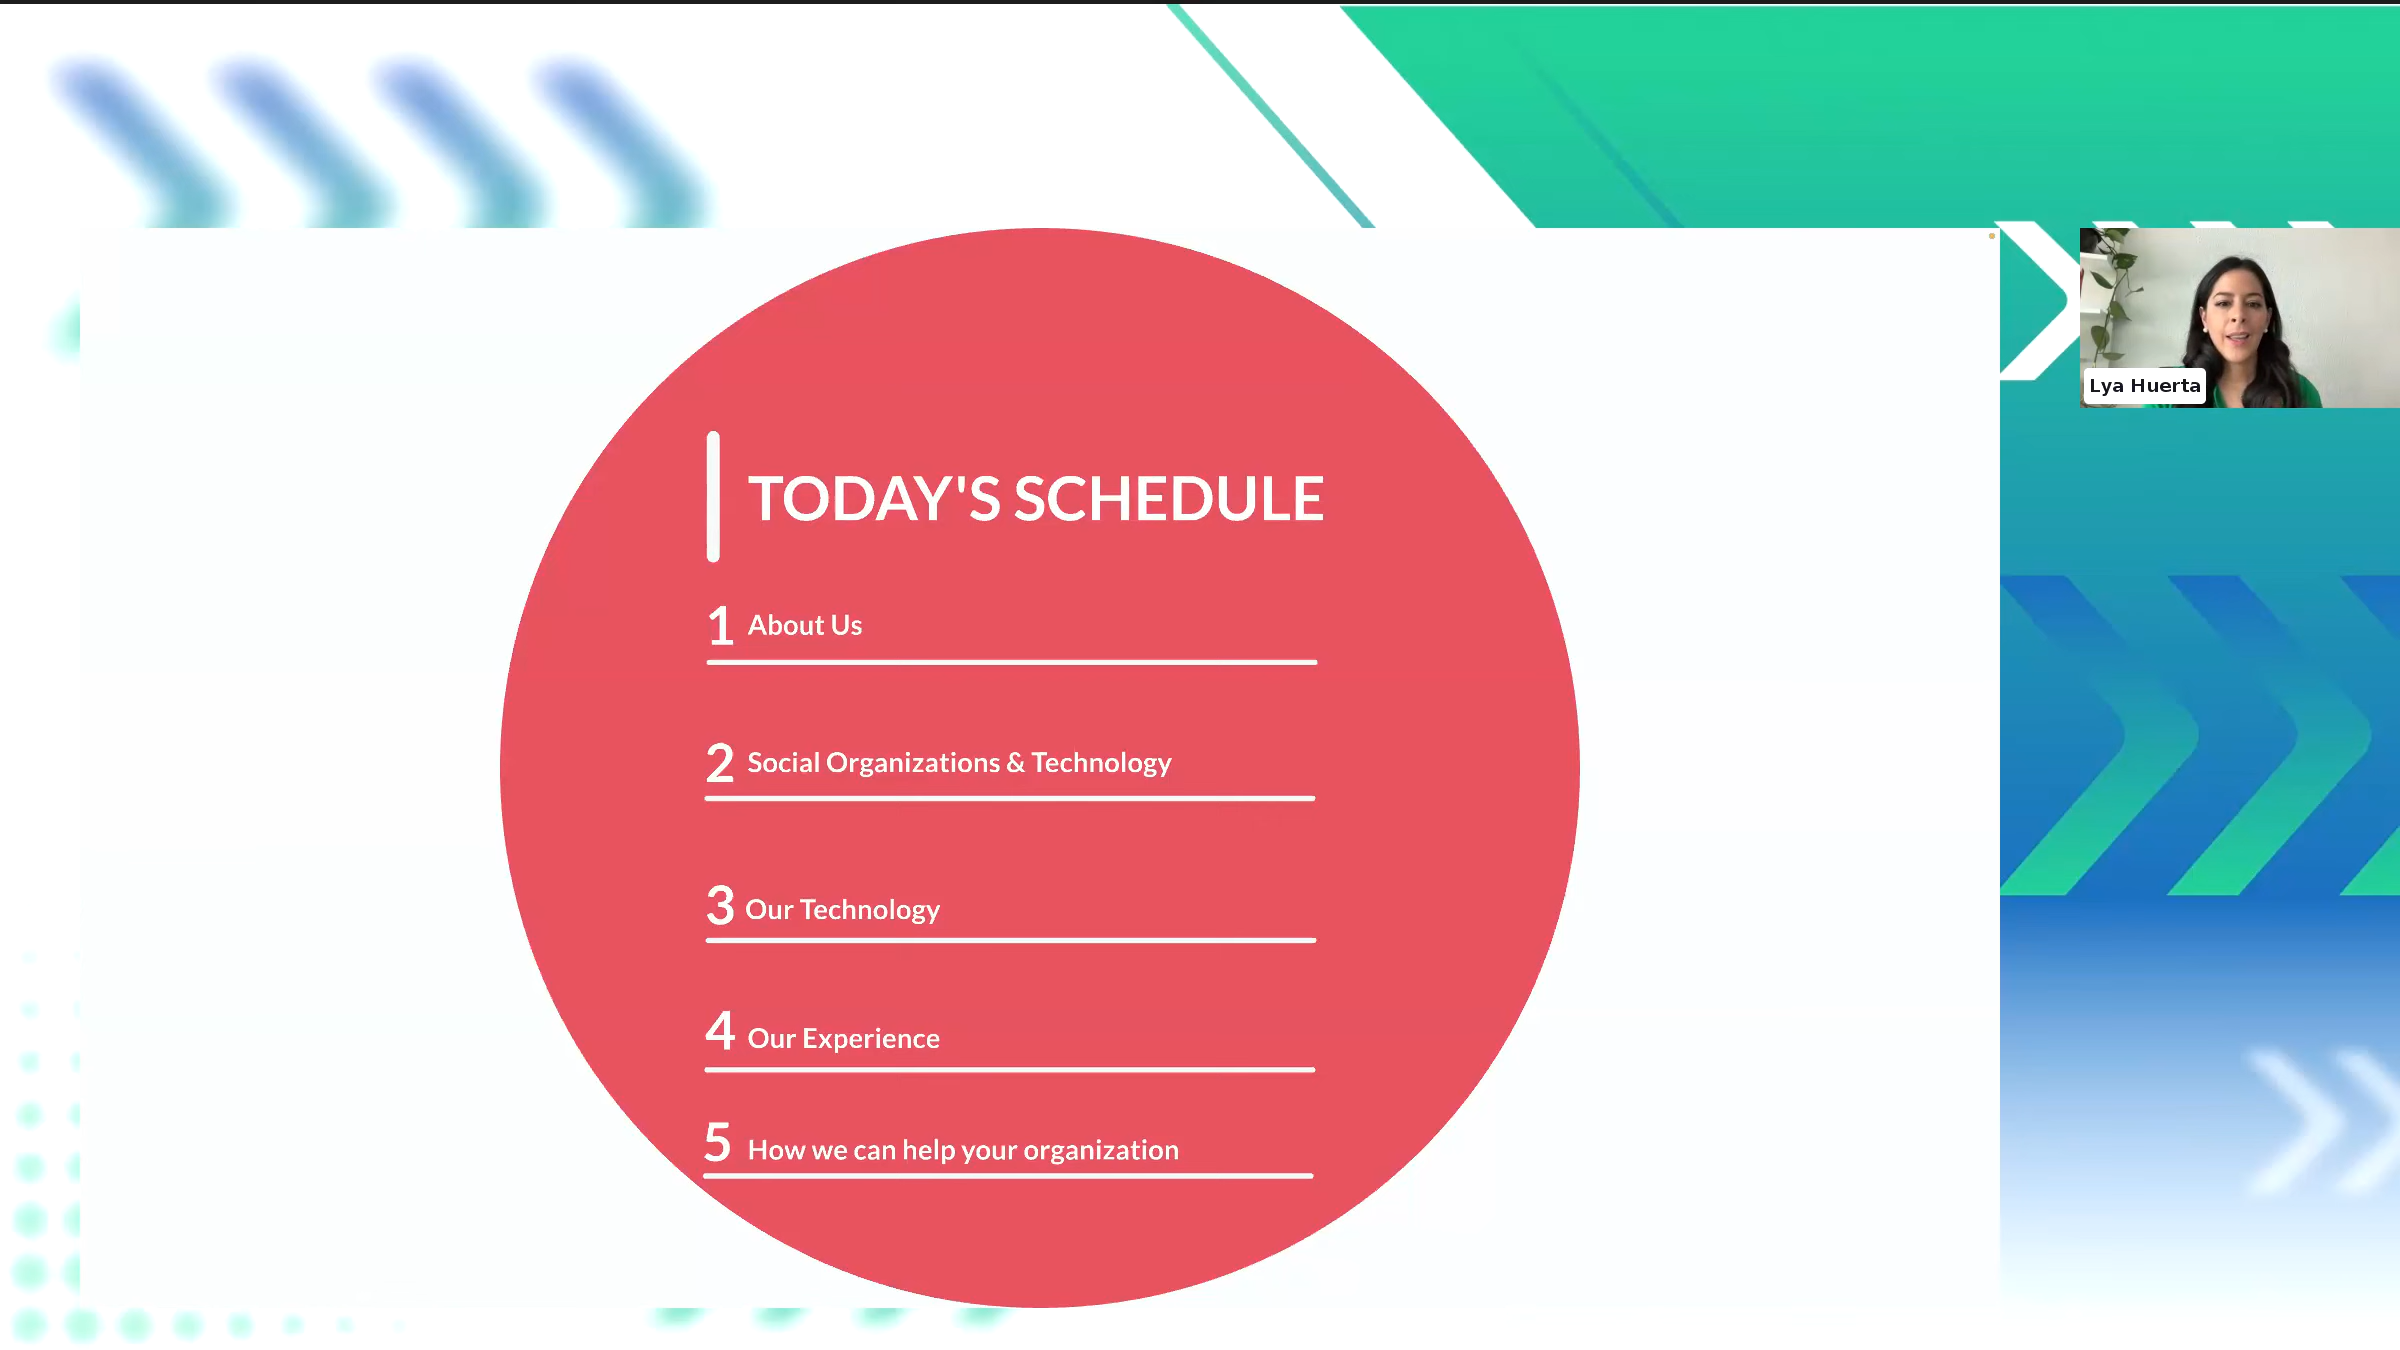 TODAY'S SCHEDULE
1 About Us
2 Social Organizations & Technology
3 Our Technology
4 Our Experience
5 How we can help your organization
Lya Huerta